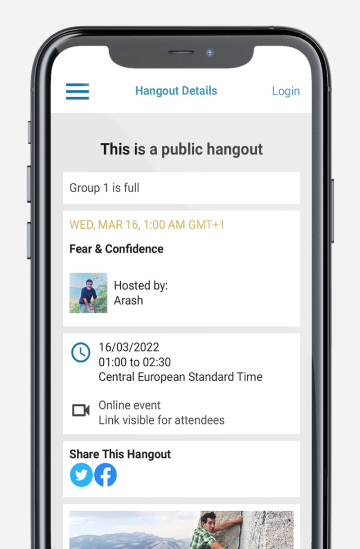 Hangout Details
Login
This is a public hangout
Group 1 is full
WED, MAR 16, 1:00 AM GMT+1
Fear & Confidence
Hosted by:
Arash
16/03/2022
01:00 to 02:30
Central European Standard Time
Online event
Link visible for attendees
Share This Hangout